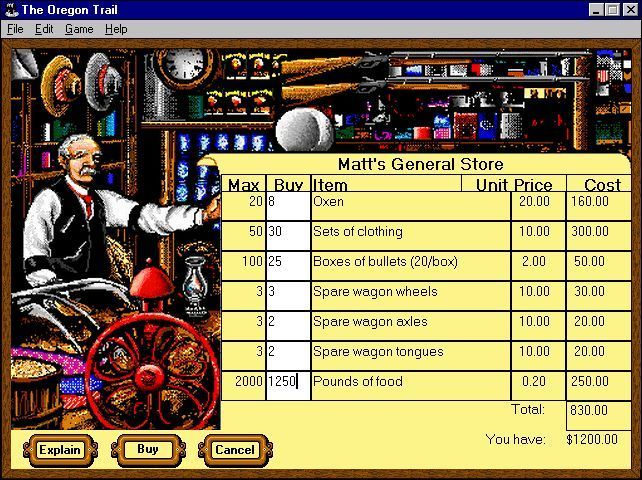 The Oregon Trail
File Edit Game Help
Matt's General Store
Max Buy Item Unit Price Cost
20 8 Oxen 20.00 160.00
50 30 Sets of clothing 10.00 300.00
100 25 Boxes of bullets (20/box) 2.00 50.00
3 3 Spare wagon wheels 10.00 30.00
3 2 Spare wagon axles 10.00 20.00
3 2 Spare wagon tongues 10.00 20.00
2000 1250 Pounds of food 0.20 250.00
Total: 830.00
You have: $1200.00
Explain Buy Cancel